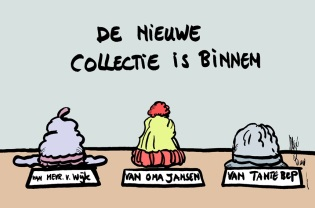 DE NIEUWE
COLLECTIE IS BINNEN
VAN MEVR. V. Wijk
VAN OMA JANSEN
VAN TANTE BEP